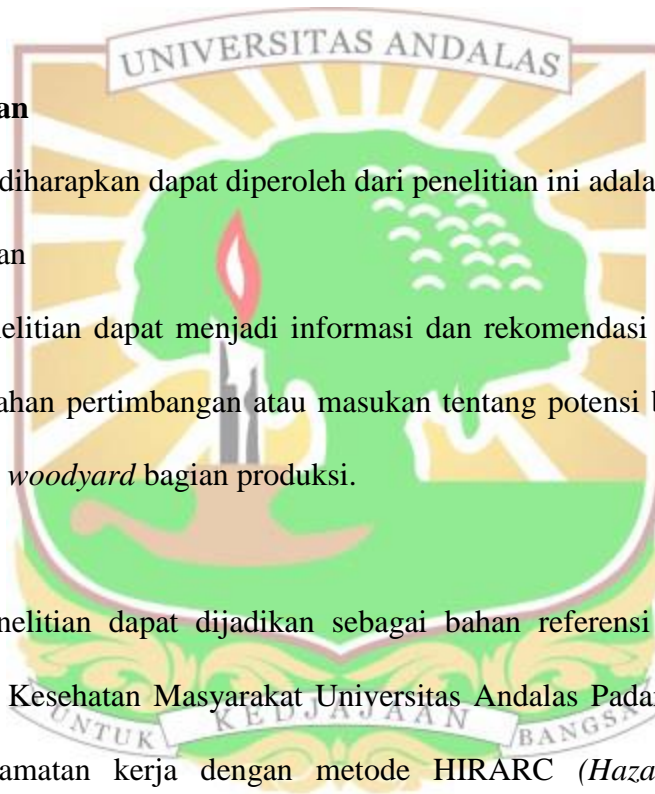 UNIVERSITAS ANDALAS
an
diharapkan dapat diperoleh dari penelitian ini adala
an
elitian dapat menjadi informasi dan rekomendasi
ahan pertimbangan atau masukan tentang potensi b
woodyard bagian produksi.
nelitian dapat dijadikan sebagai bahan referensi
Kesehatan Masyarakat Universitas Andalas Pada
UNTUK KEDJAJAAN BANGSA
amatan kerja dengan metode HIRARC (Haza